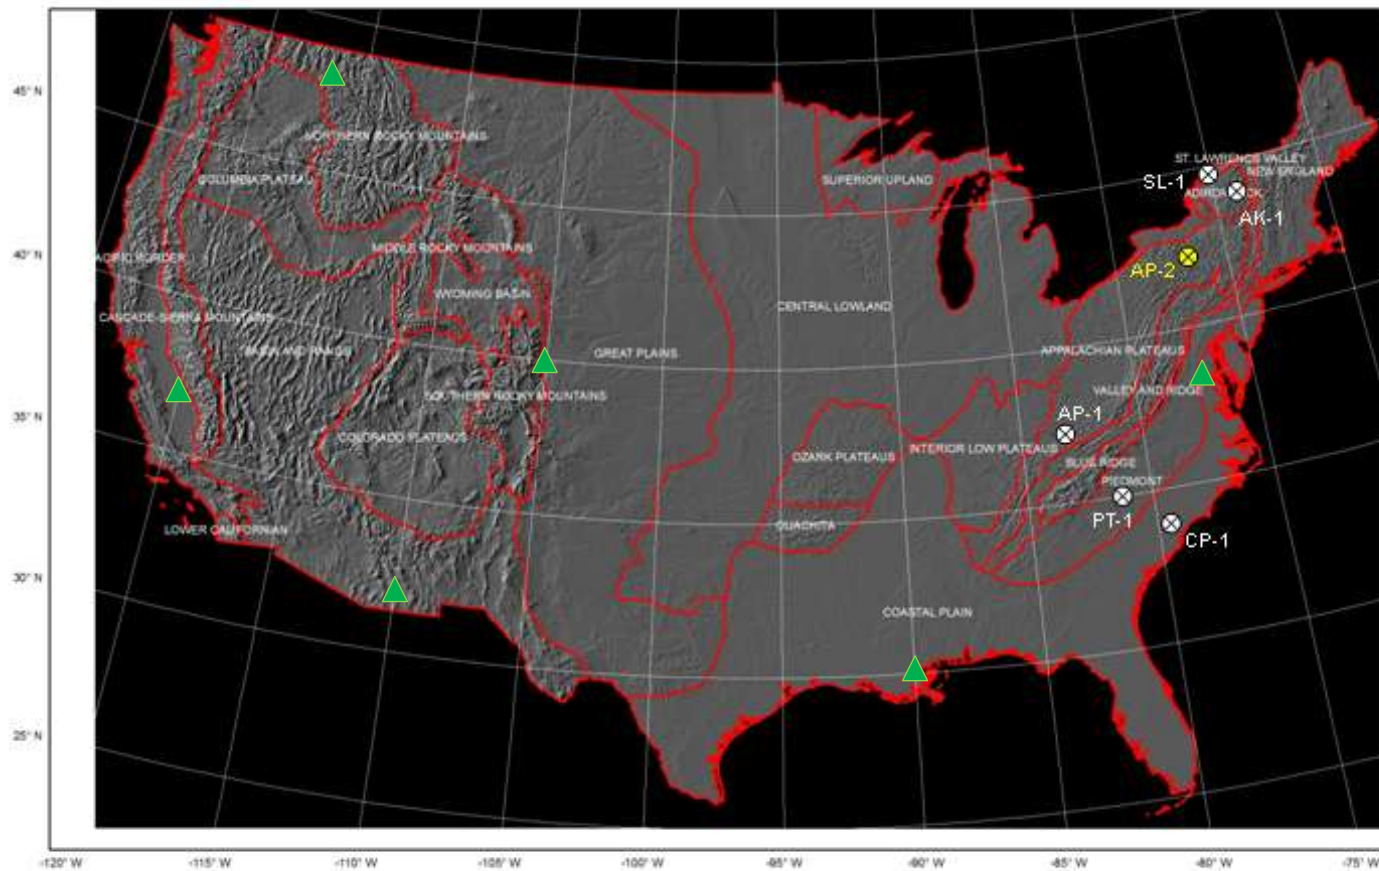 45° N
40° N
35° N
30° N
25° N
-120° W
-115° W
-110° W
-105° W
-100° W
-95° W
-90° W
-85° W
-80° W
-75° W
NORTHERN ROCKY MOUNTAINS
COLUMBIA PLATEAU
MIDDLE ROCKY MOUNTAINS
WYOMING BASIN
CASCADE-SIERRA MOUNTAINS
BASIN AND RANGE
GREAT PLAINS
SOUTHERN ROCKY MOUNTAINS
COLORADO PLATEAUS
LOWER CALIFORNIAN
SUPERIOR UPLAND
CENTRAL LOWLAND
OZARK PLATEAUS
OUACHITA
INTERIOR LOW PLATEAUS
COASTAL PLAIN
ST. LAWRENCE VALLEY
NEW ENGLAND
SL-1
AK-1
AP-2
APPALACHIAN PLATEAUS
VALLEY AND RIDGE
AP-1
BLUE RIDGE
PIEDMONT
PT-1
CP-1